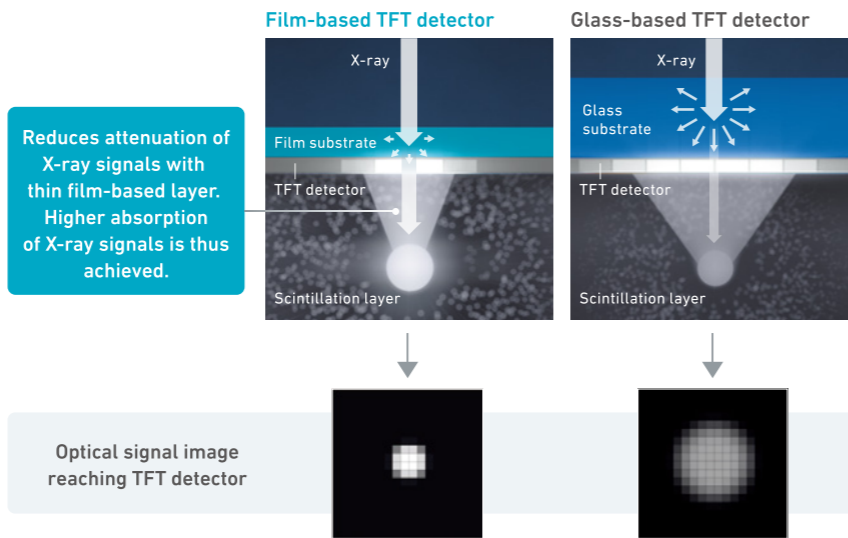 Film-based TFT detector
Glass-based TFT detector
X-ray
X-ray
Reduces attenuation of
X-ray signals with
thin film-based layer.
Higher absorption
of X-ray signals is thus
achieved.
Film substrate
Glass
substrate
TFT detector
TFT detector
Scintillation layer
Scintillation layer
Optical signal image
reaching TFT detector